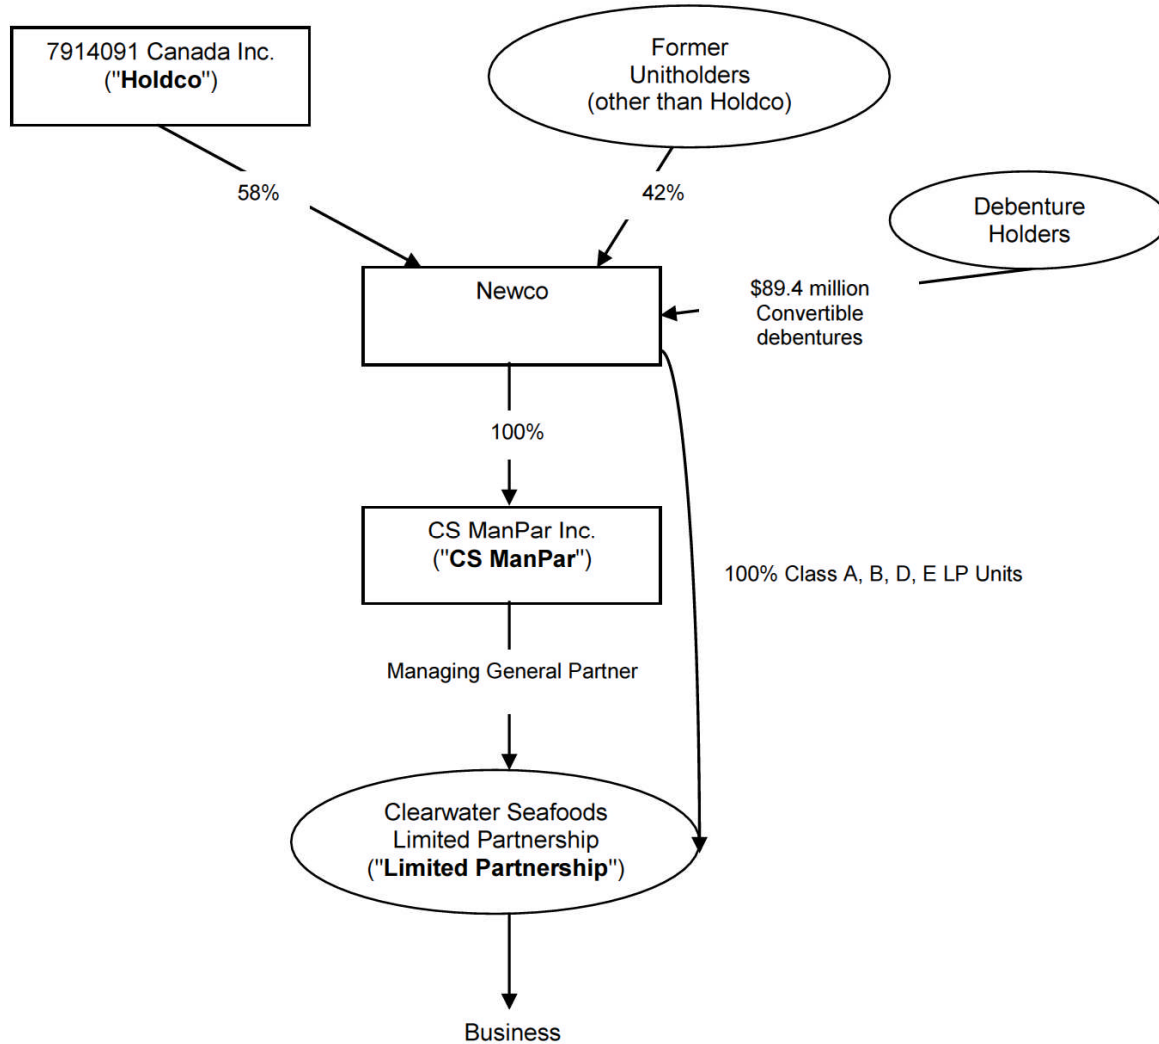 7914091 Canada Inc.
("Holdco")
Former
Unitholders
(other than Holdco)
58%
42%
Debenture
Holders
Newco
$89.4 million
Convertible
debentures
100%
CS ManPar Inc.
("CS ManPar")
100% Class A, B, D, E LP Units
Managing General Partner
Clearwater Seafoods
Limited Partnership
("Limited Partnership")
Business